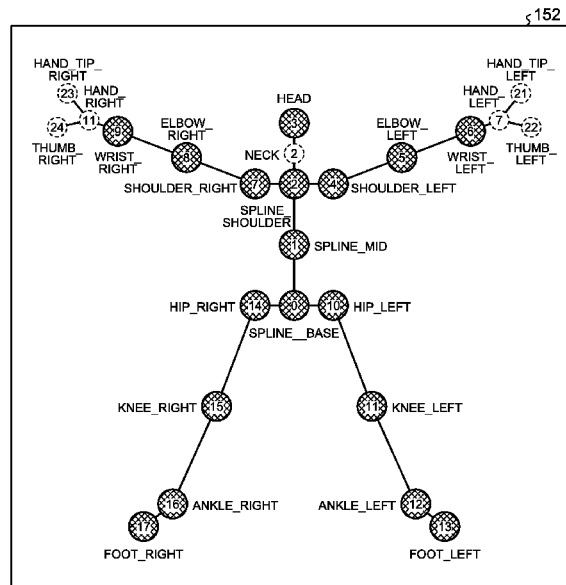 152
HAND_TIP_
RIGHT
HAND_TIP_
LEFT
23
HAND_
RIGHT
HAND_
LEFT
21
24
11
9
THUMB_
RIGHT
WRIST_
RIGHT
ELBOW_
RIGHT
8
HEAD
3
NECK
2
ELBOW_
LEFT
5
6
7
22
WRIST_
LEFT
THUMB_
LEFT
SHOULDER_RIGHT
7
2
4
SHOULDER_LEFT
SPLINE_
SHOULDER
1
SPLINE_MID
HIP_RIGHT
14
0
10
HIP_LEFT
SPLINE__BASE
KNEE_RIGHT
15
11
KNEE_LEFT
16
ANKLE_RIGHT
ANKLE_LEFT
12
17
13
FOOT_RIGHT
FOOT_LEFT